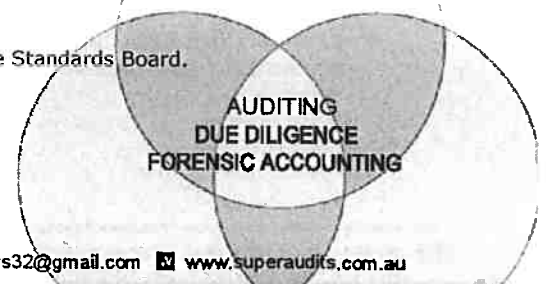 e Standards Board.
AUDITING
DUE DILIGENCE
FORENSIC ACCOUNTING
s32@gmail.com www.superaudits.com.au